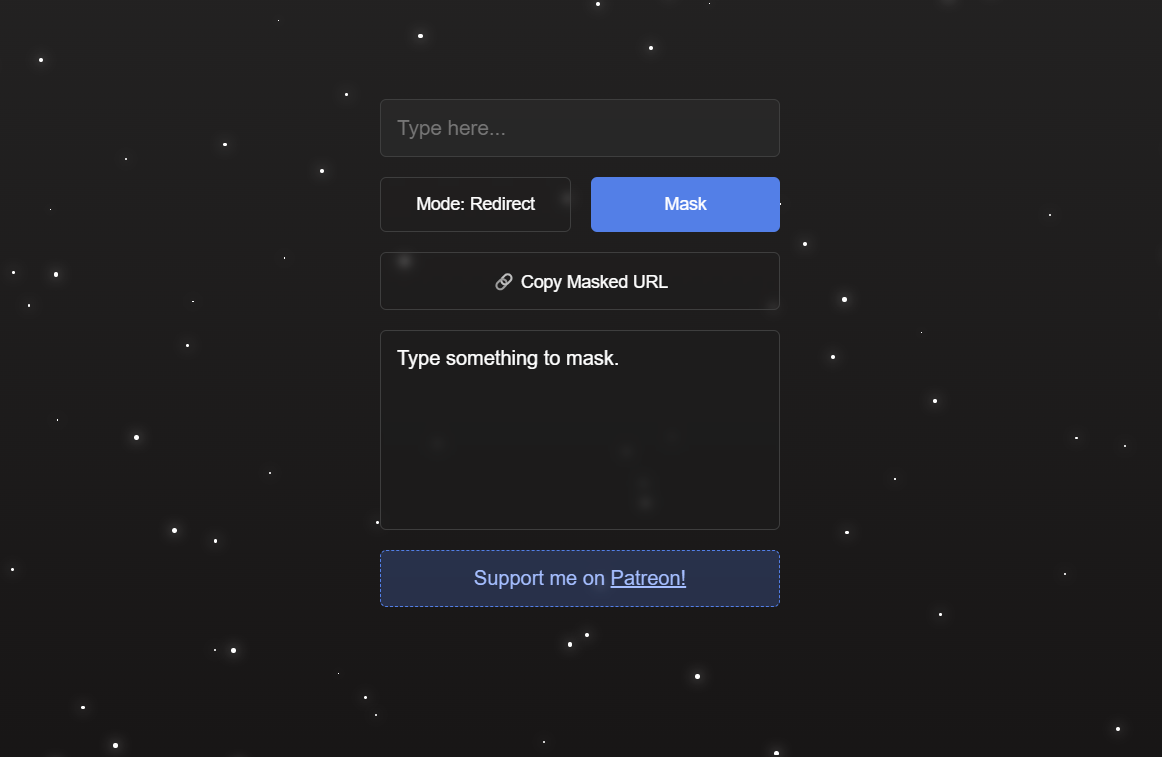 Type here...
Mode: Redirect
Mask
Copy Masked URL
Type something to mask.
Support me on Patreon!